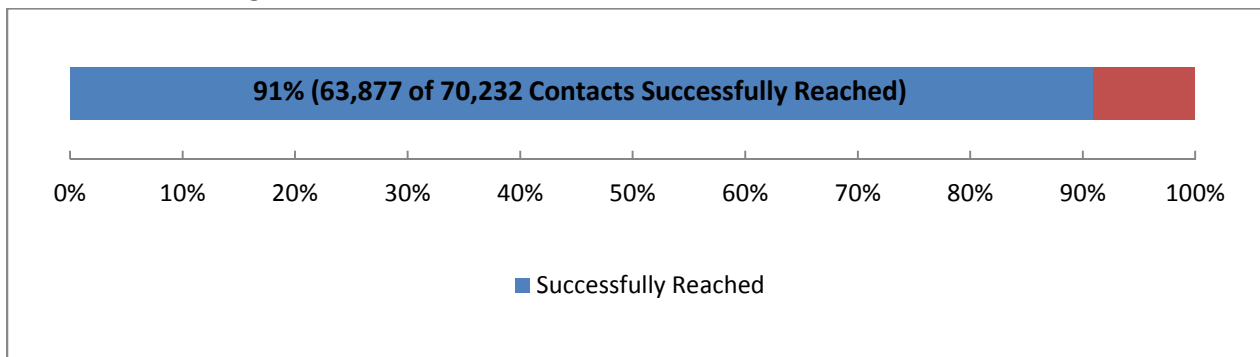 91% (63,877 of 70,232 Contacts Successfully Reached)
0% 10% 20% 30% 40% 50% 60% 70% 80% 90% 100%
Successfully Reached